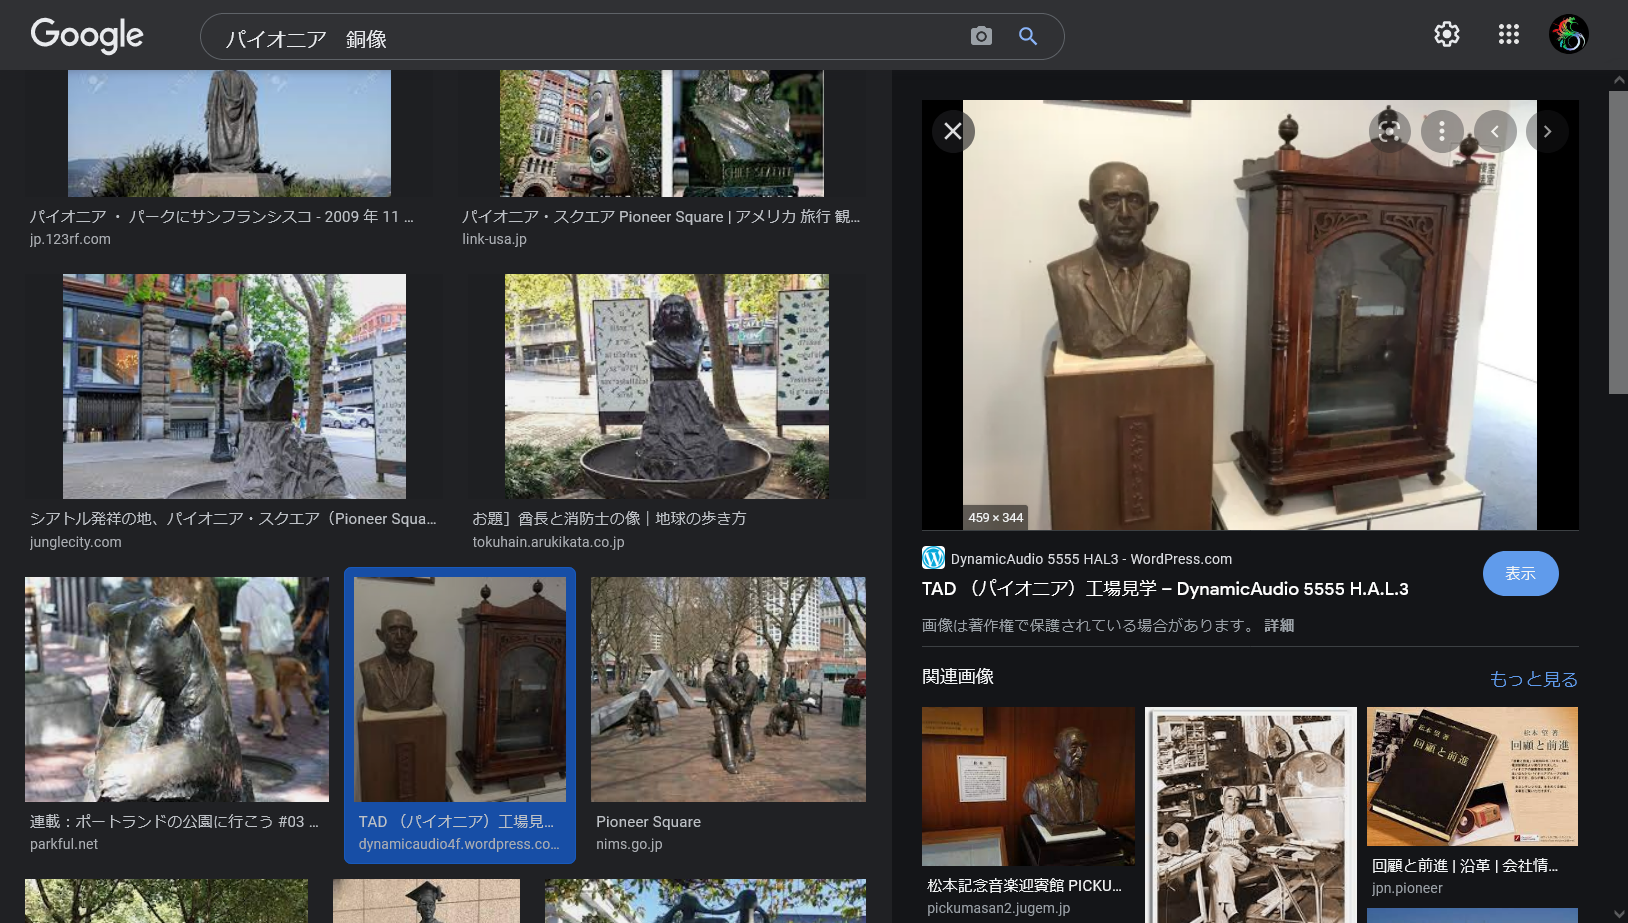 Google
パイオニア　銅像
パイオニア ・ パークにサンフランシスコ - 2009 年 11 ...
jp.123rf.com
パイオニア・スクエア Pioneer Square | アメリカ 旅行 観...
link-usa.jp
CHIEF SEATTLE
シアトル発祥の地、パイオニア・スクエア（Pioneer Squa...
junglecity.com
お題］酋長と消防士の像｜地球の歩き方
tokuhain.arukikata.co.jp
連載：ポートランドの公園に行こう #03 ...
parkful.net
TAD （パイオニア）工場見...
dynamicaudio4f.wordpress.co...
Pioneer Square
nims.go.jp
459 × 344
DynamicAudio 5555 HAL3 - WordPress.com
TAD （パイオニア）工場見学 – DynamicAudio 5555 H.A.L.3
表示
画像は著作権で保護されている場合があります。 詳細
関連画像
もっと見る
松本記念音楽迎賓館 PICKU...
pickumasan2.jugem.jp
松本 望 著
回顧と前進
回顧と前進
回顧と前進 | 沿革 | 会社情...
jpn.pioneer